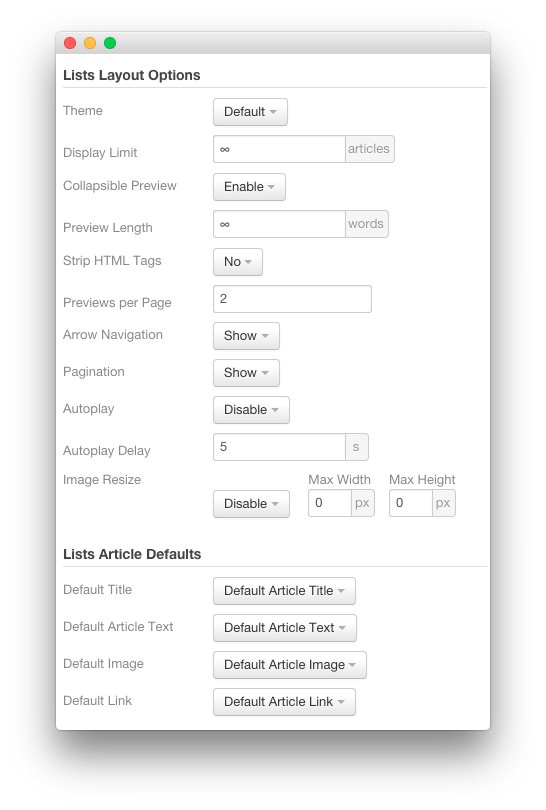 Lists Layout Options
Theme Default
Display Limit ∞ articles
Collapsible Preview Enable
Preview Length ∞ words
Strip HTML Tags No
Previews per Page 2
Arrow Navigation Show
Pagination Show
Autoplay Disable
Autoplay Delay 5 s
Image Resize Max Width Max Height
Disable 0 px 0 px
Lists Article Defaults
Default Title Default Article Title
Default Article Text Default Article Text
Default Image Default Article Image
Default Link Default Article Link